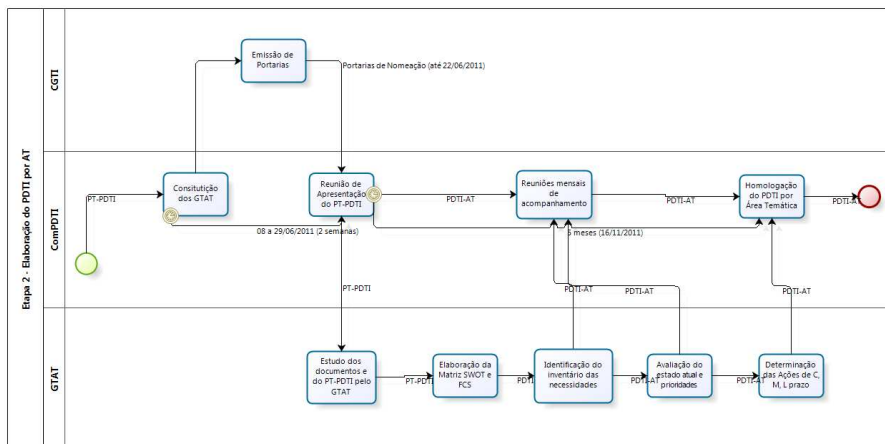 Etapa 2 - Elaboração do PDTI por AT
CGTI
Emissão de
Portarias
Portarias de Nomeação (até 22/06/2011)
ComPDTI
PT-PDTI
Consitutição
dos GTAT
08 a 29/06/2011 (2 semanas)
Reunião de
Apresentação
do PT-PDTI
PDTI-AT
Reuniões mensais
de
acompanhamento
PDTI-AT
Homologação
do PDTI por
Área Temática
PDTI-AT
5 meses (16/11/2011)
PT-PDTI
PDTI-AT
PDTI-AT
PDTI-AT
GTAT
Estudo dos
documentos e
do PT-PDTI pelo
GTAT
PT-PDTI
Elaboração da
Matriz SWOT e
FCS
PDTI
Identificação do
inventário das
necessidades
PDTI-AT
Avaliação do
estado atual e
prioridades
PDTI-AT
Determinação
das Ações de C,
M, L prazo